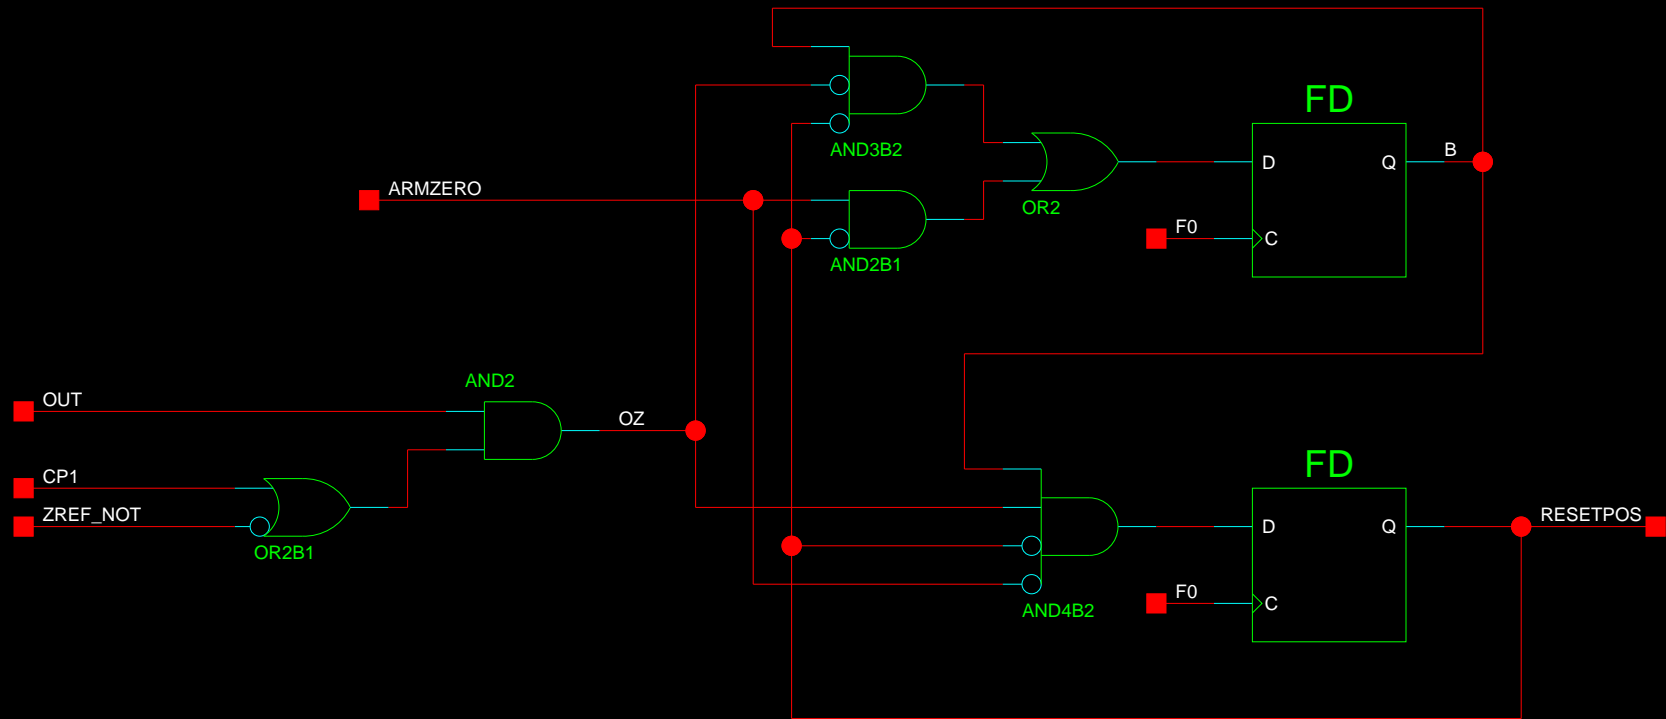 FD
AND3B2
D
Q
B
ARMZERO
OR2
F0
C
AND2B1
AND2
OUT
OZ
FD
CP1
ZREF_NOT
OR2B1
D
Q
RESETPOS
F0
C
AND4B2